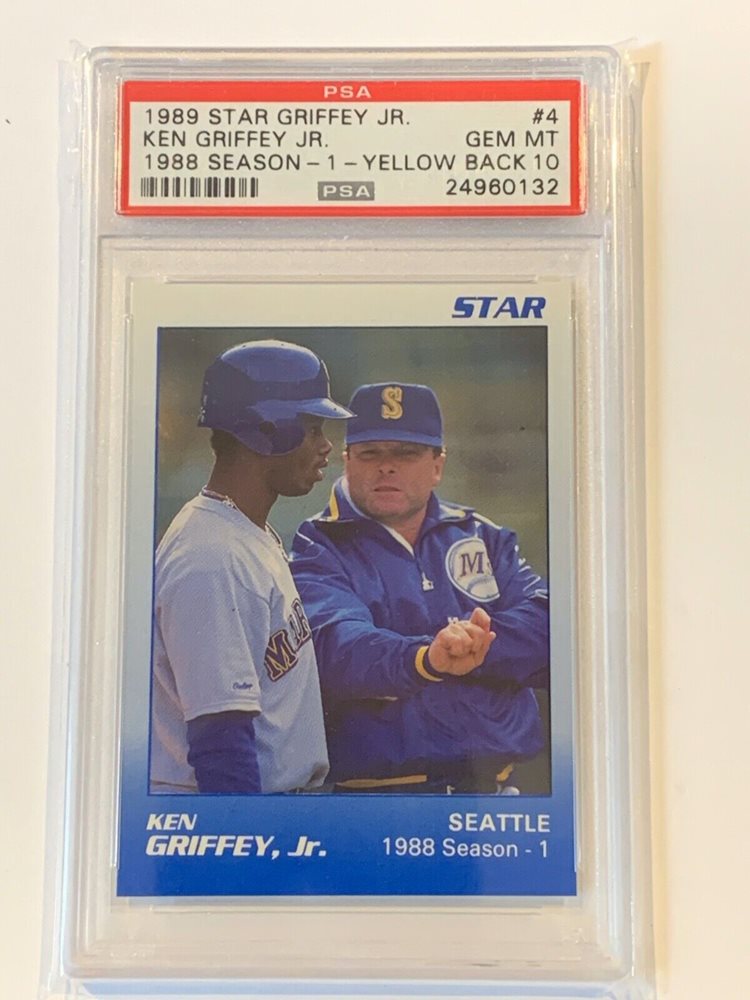 PSA
1989 STAR GRIFFEY JR. #4
KEN GRIFFEY JR. GEM MT
1988 SEASON-1-YELLOW BACK 10
PSA 24960132
STAR
S
M
MAR
KEN
GRIFFEY, Jr.
SEATTLE
1988 Season - 1